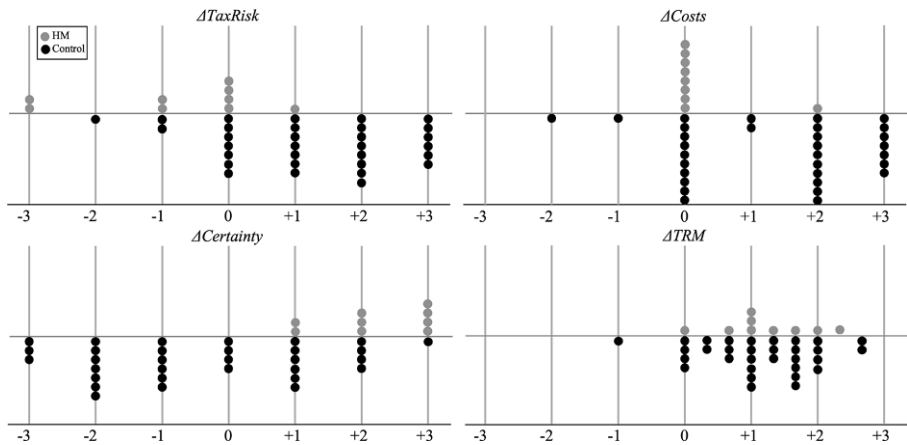 ΔTaxRisk
HM
Control
-3 -2 -1 0 +1 +2 +3
ΔCosts
-3 -2 -1 0 +1 +2 +3
ΔCertainty
-3 -2 -1 0 +1 +2 +3
ΔTRM
-3 -2 -1 0 +1 +2 +3